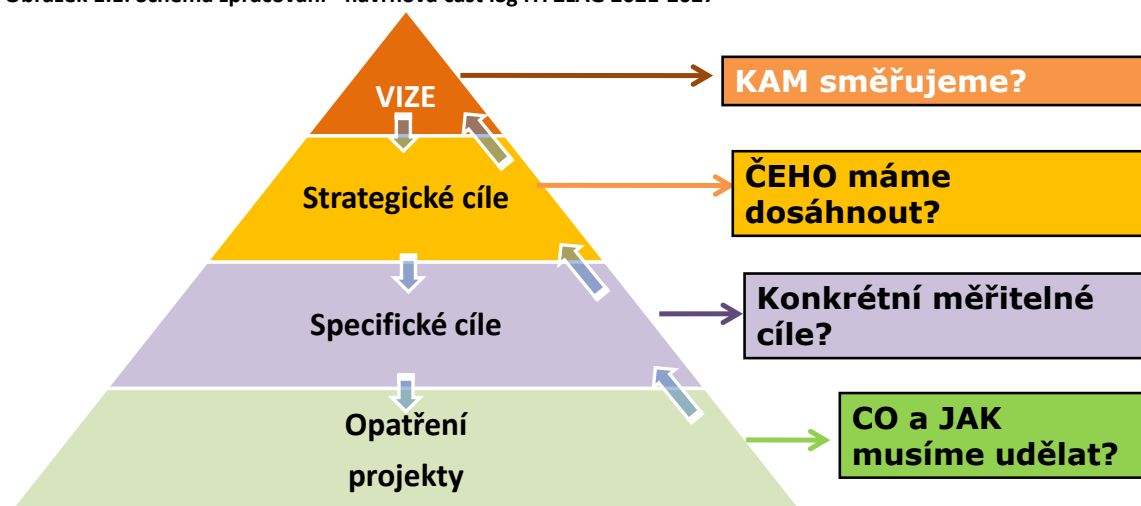 VIZE
KAM směřujeme?
Strategické cíle
ČEHO máme
dosáhnout?
Specifické cíle
Konkrétní měřitelné
cíle?
Opatření
projekty
CO a JAK
musíme udělat?